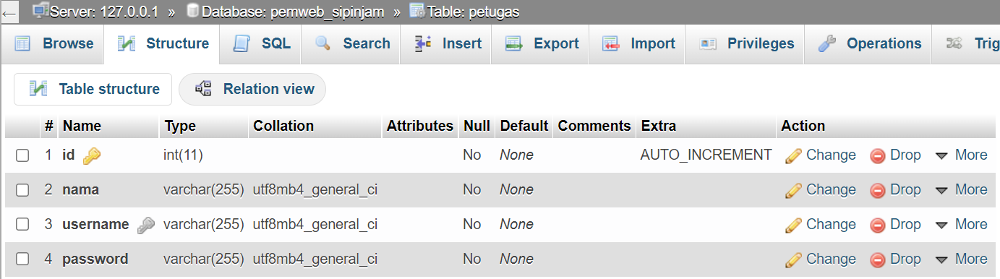 Server: 127.0.0.1 » Database: pemweb_sipinjam » Table: petugas
Browse Structure SQL Search Insert Export Import Privileges Operations Trig
Table structure Relation view
# Name Type Collation Attributes Null Default Comments Extra Action
1 id int(11) No None AUTO_INCREMENT Change Drop More
2 nama varchar(255) utf8mb4_general_ci No None Change Drop More
3 username varchar(255) utf8mb4_general_ci No None Change Drop More
4 password varchar(255) utf8mb4_general_ci No None Change Drop More